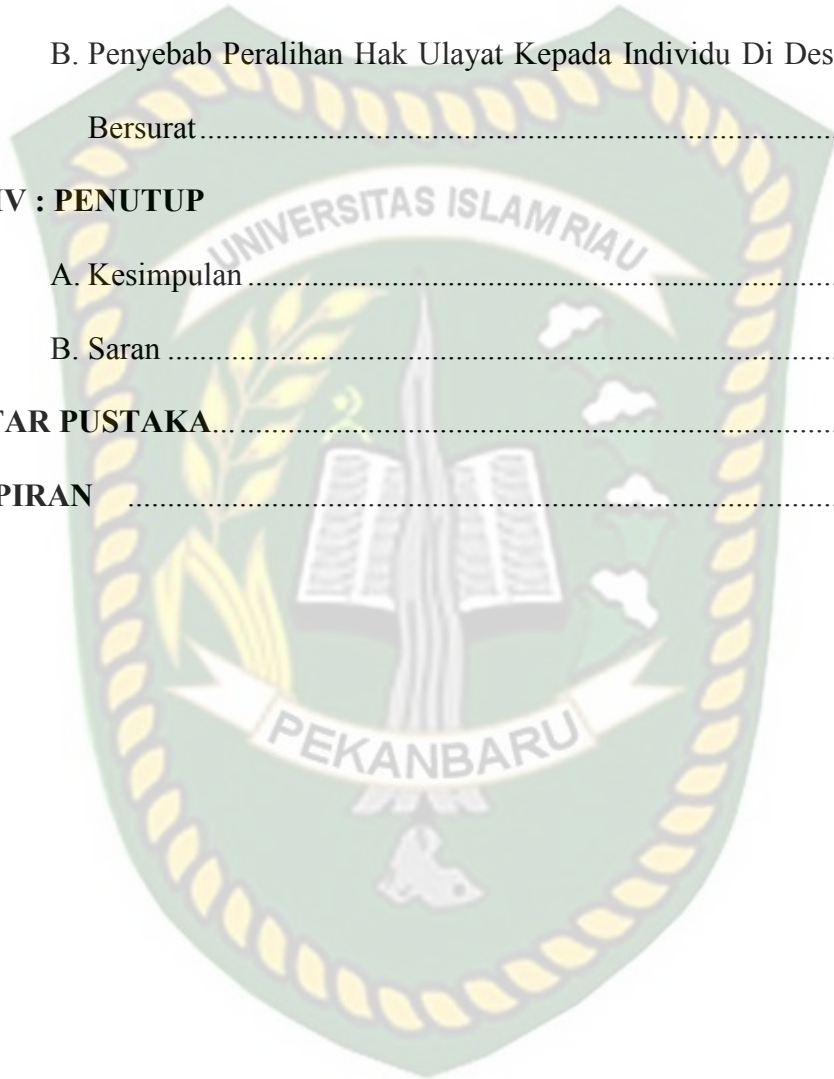 B. Penyebab Peralihan Hak Ulayat Kepada Individu Di Des
Bersurat
IV : PENUTUP
UNIVERSITAS ISLAM RIAU
A. Kesimpulan
B. Saran
TAR PUSTAKA
PIRAN
PEKANBARU